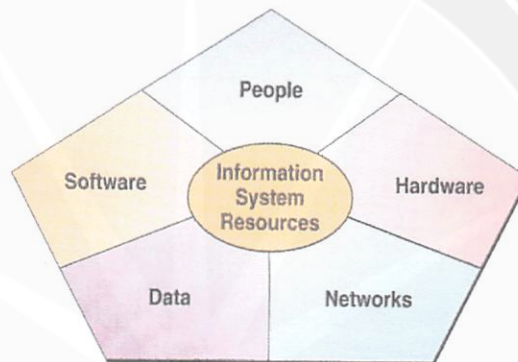 People
Software
Information
System
Resources
Hardware
Data
Networks